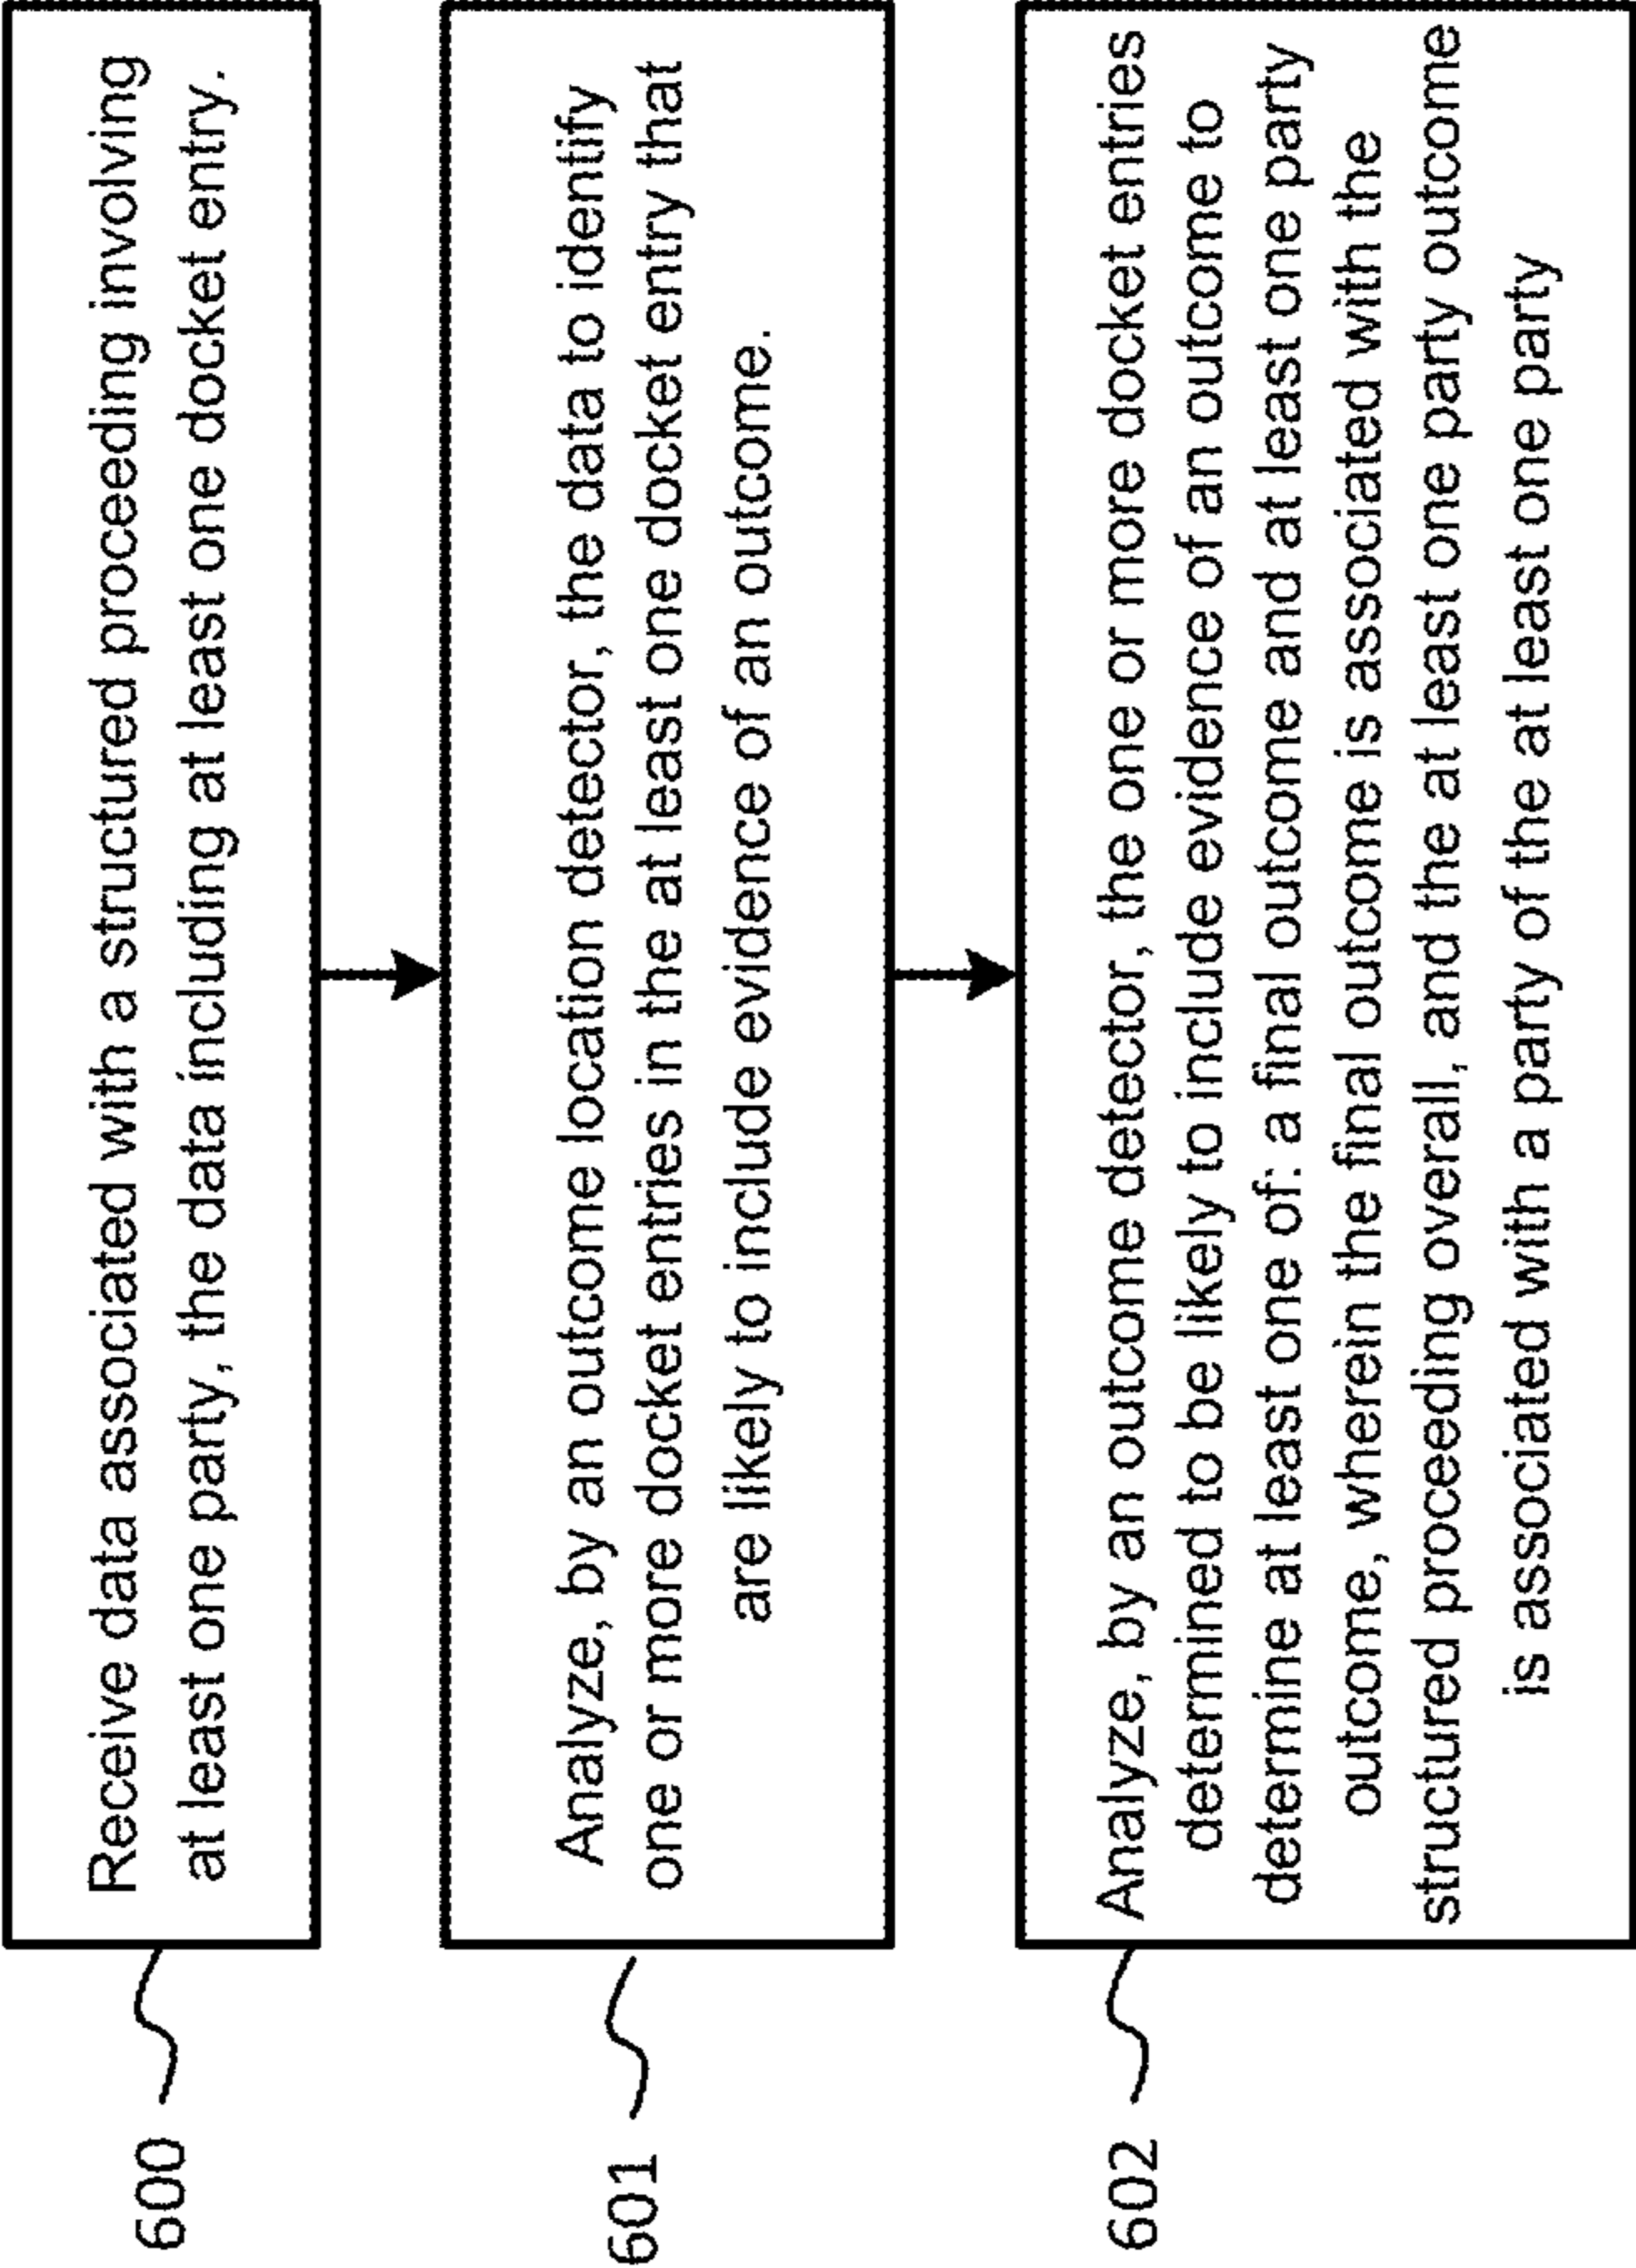 Receive data associated with a structured proceeding involving
at least one party, the data including at least one docket entry.
600
Analyze, by an outcome location detector, the data to identify
one or more docket entries in the at least one docket entry that
are likely to include evidence of an outcome.
601
Analyze, by an outcome detector, the one or more docket entries
determined to be likely to include evidence of an outcome to
determine at least one of: a final outcome and at least one party
outcome, wherein the final outcome is associated with the
structured proceeding overall, and the at least one party outcome
is associated with a party of the at least one party
602